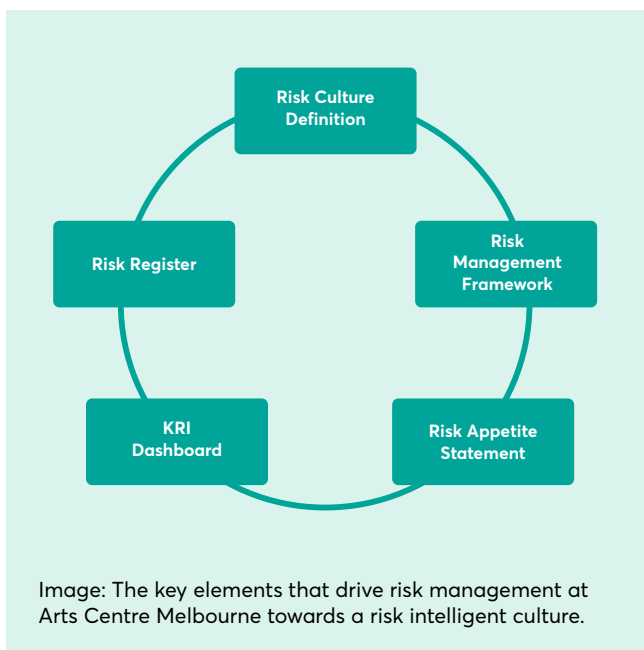 Risk Culture
Definition
Risk
Management
Framework
Risk Register
KRI
Dashboard
Risk Appetite
Statement
Image: The key elements that drive risk management at
Arts Centre Melbourne towards a risk intelligent culture.